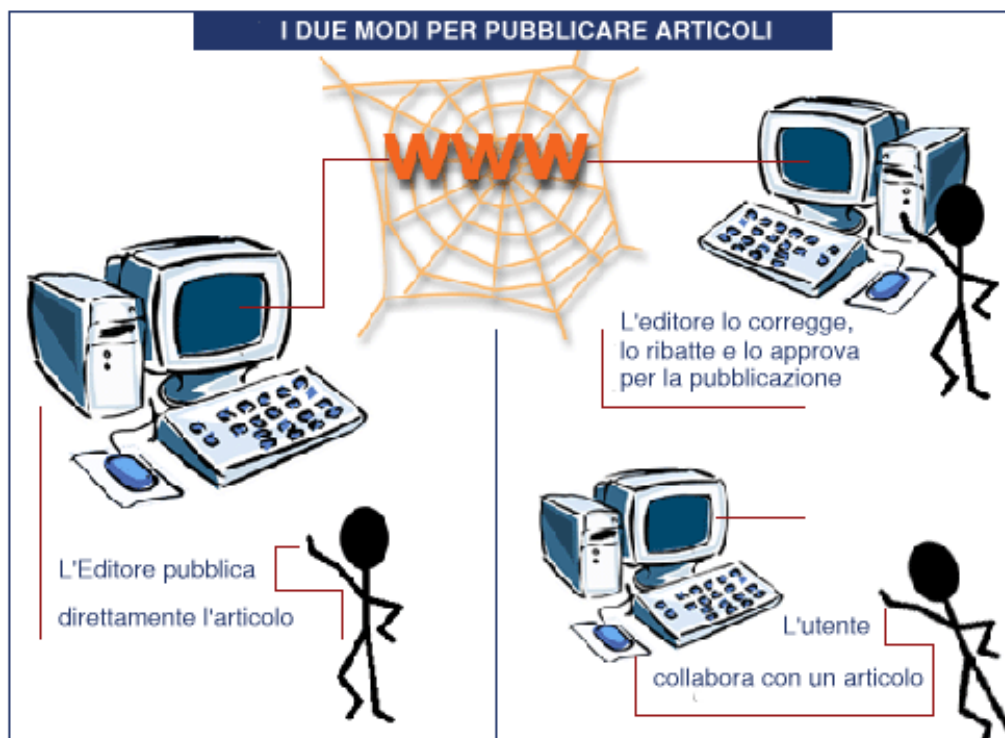 I DUE MODI PER PUBBLICARE ARTICOLI
www
L'editore lo corregge,
lo ribatte e lo approva
per la pubblicazione
L'Editore pubblica
direttamente l'articolo
L'utente
collabora con un articolo